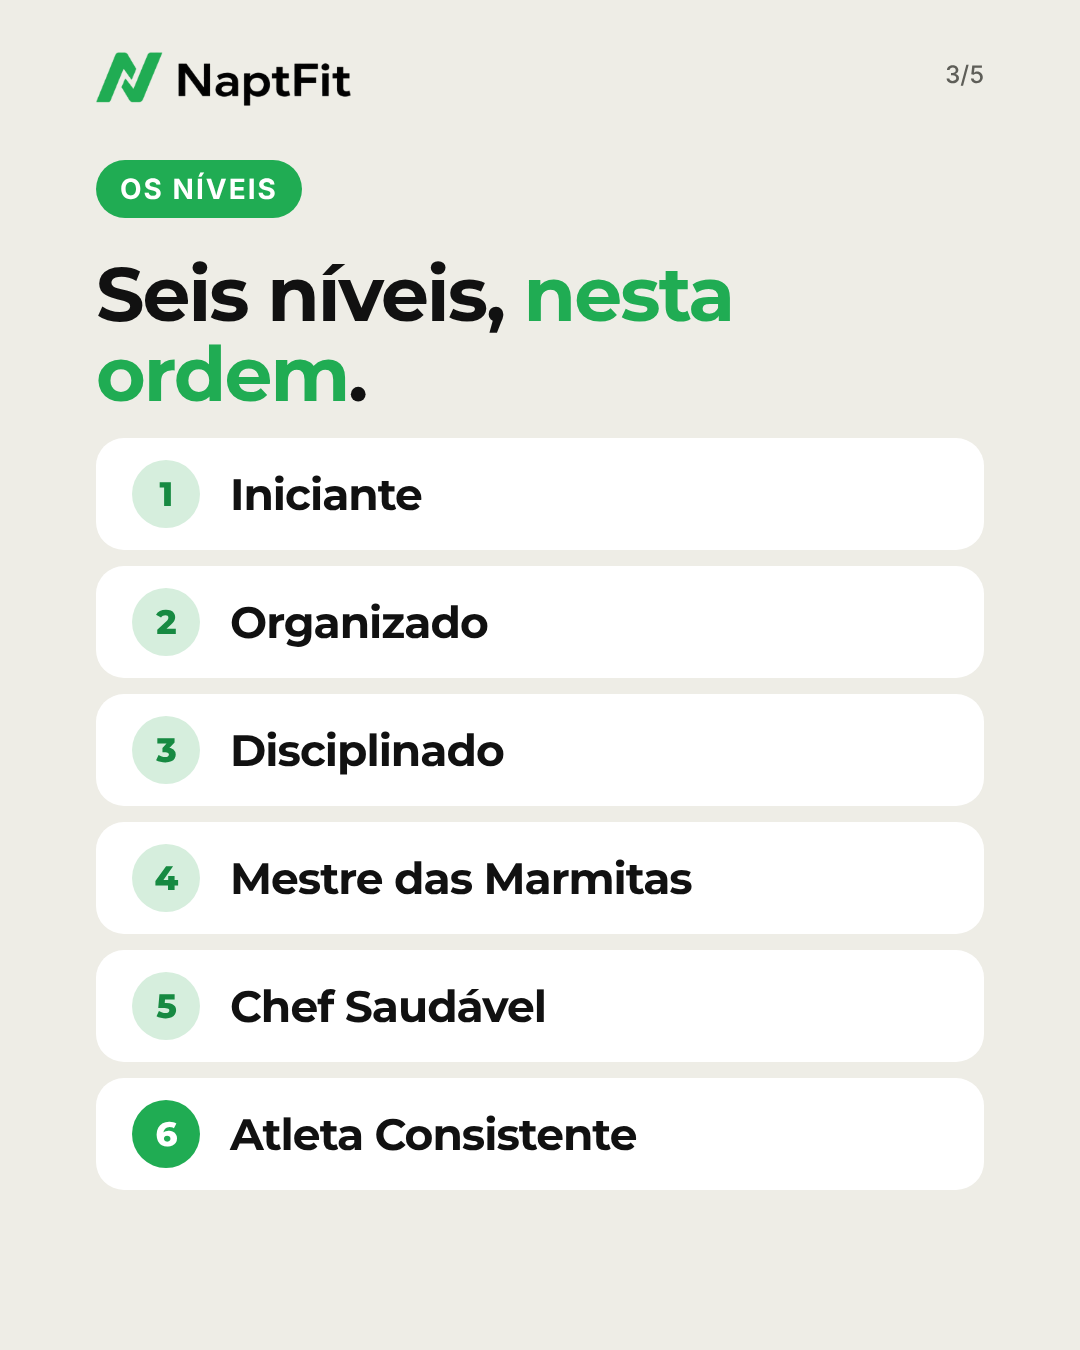 NaptFit
3/5
OS NÍVEIS
Seis níveis, nesta
ordem.
1 Iniciante
2 Organizado
3 Disciplinado
4 Mestre das Marmitas
5 Chef Saudável
6 Atleta Consistente